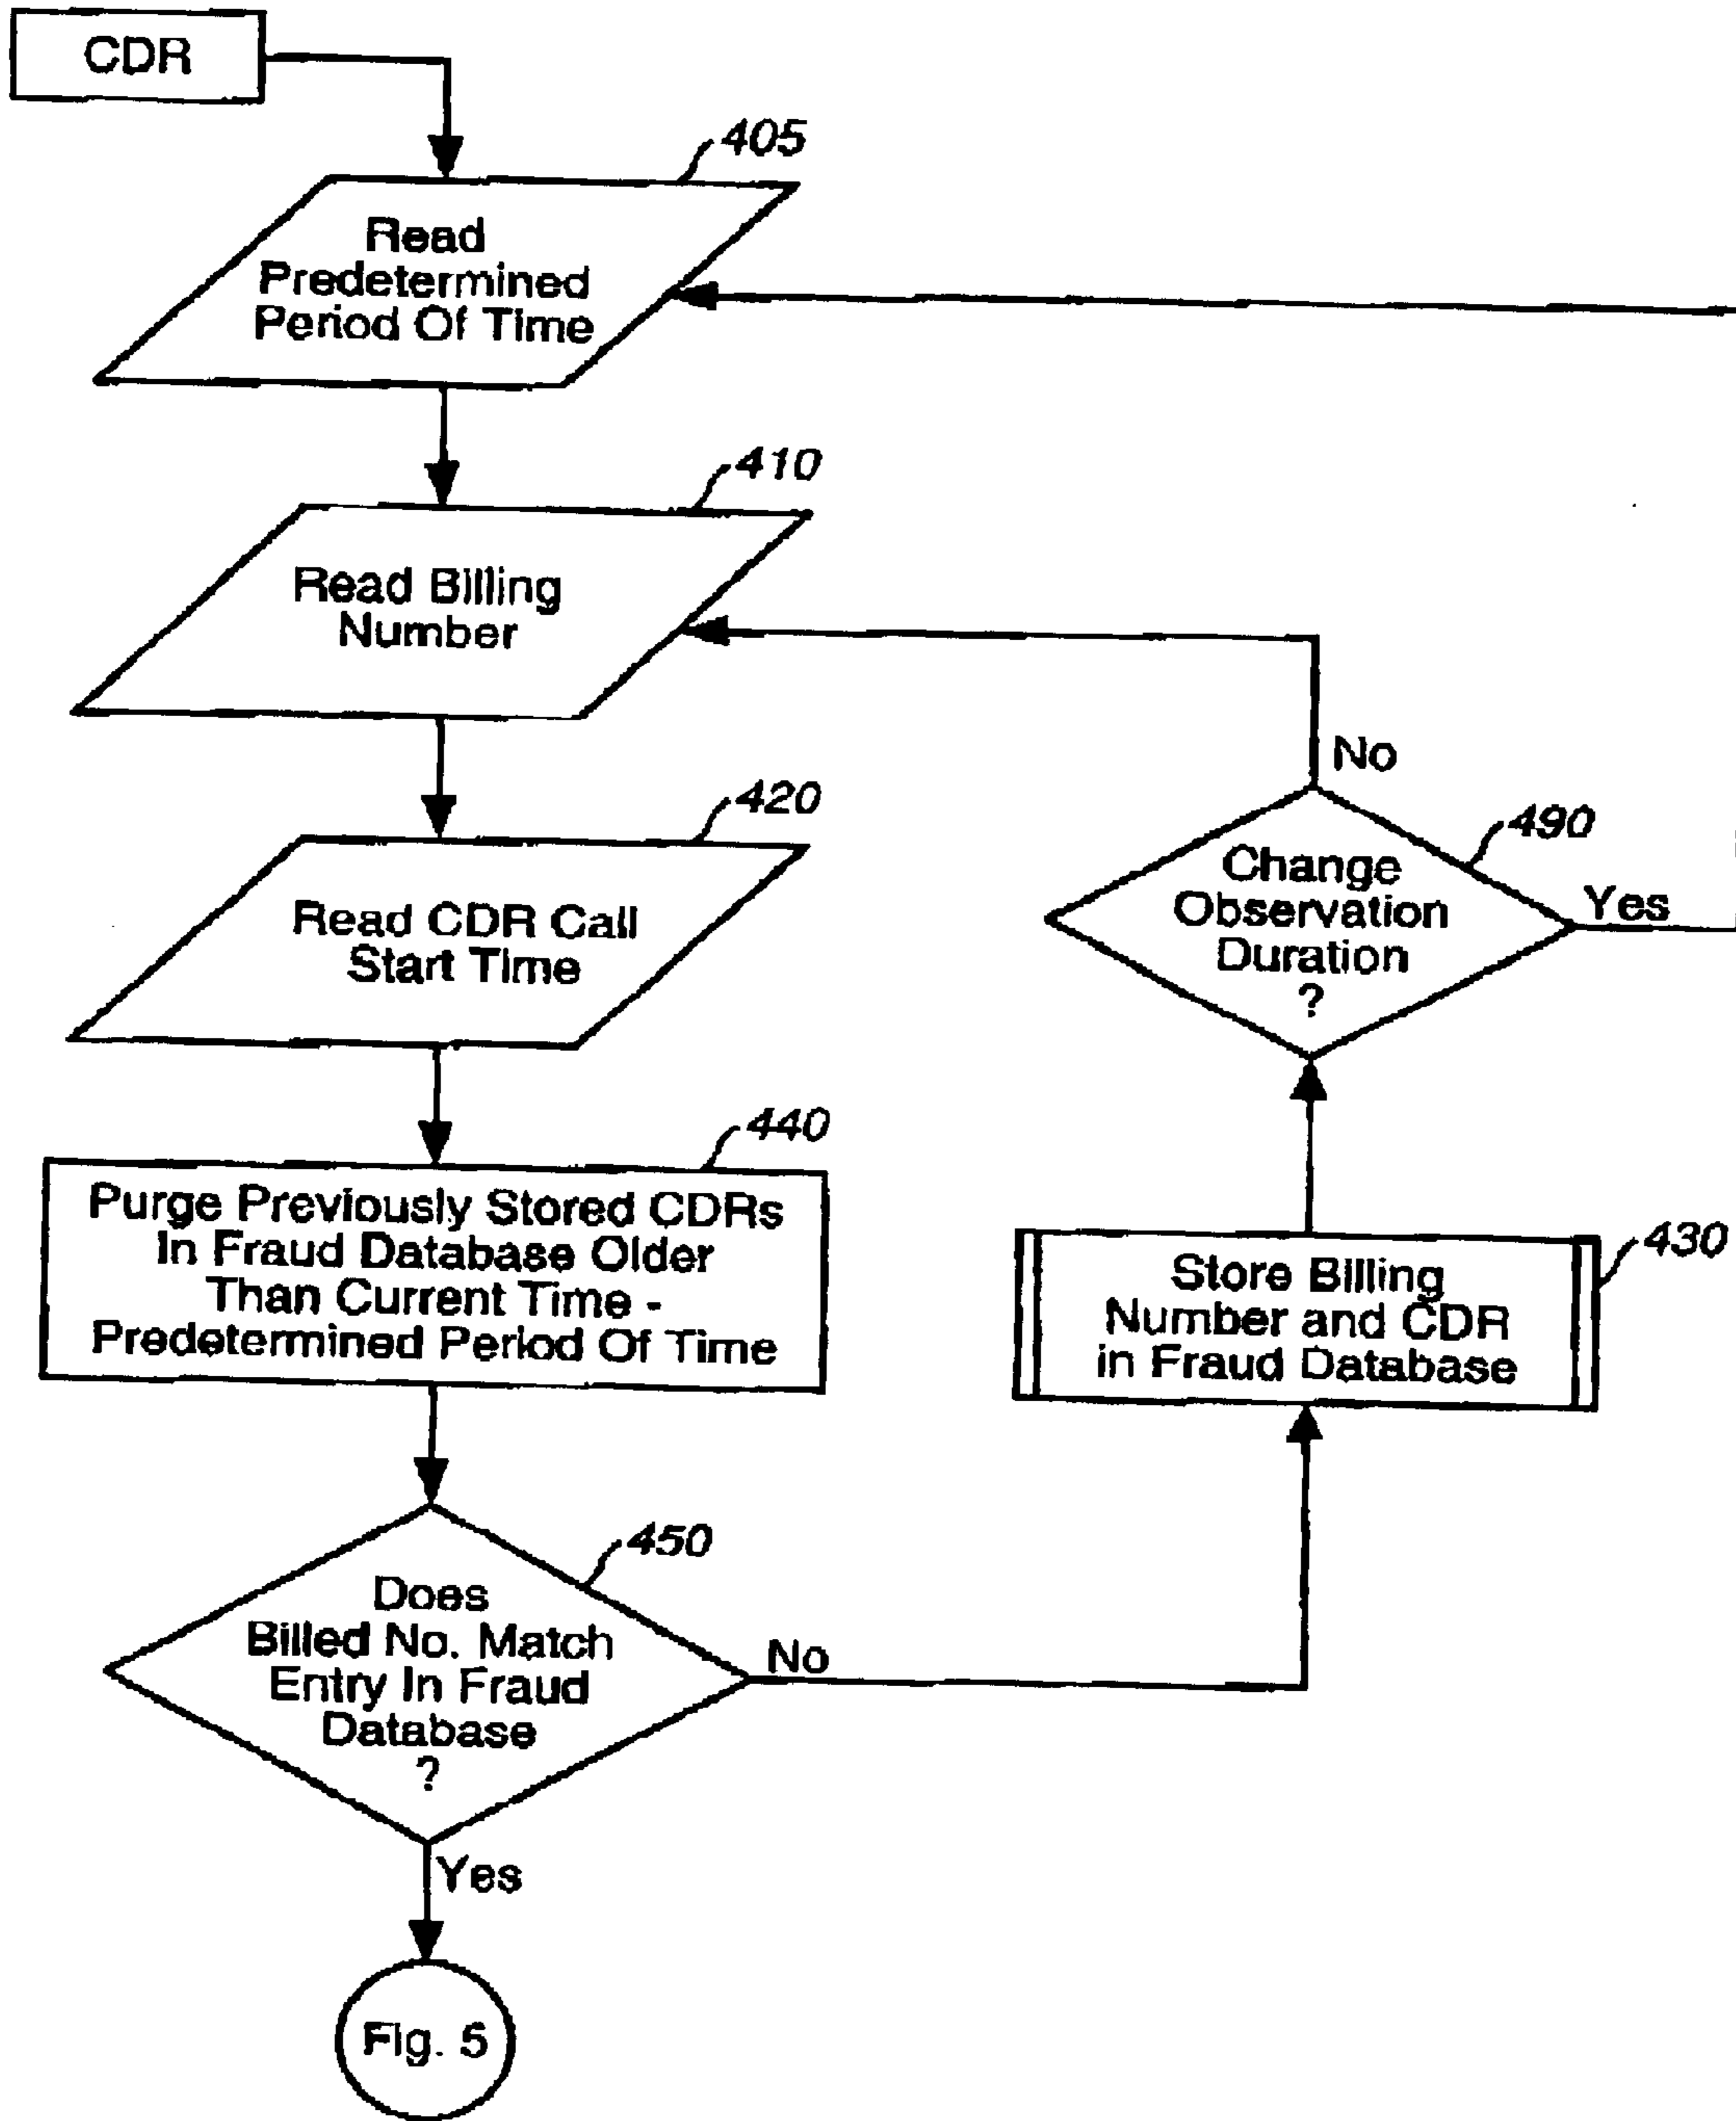 CDR
405
Read
Predetermined
Period Of Time
410
Read Billing
Number
420
Read CDR Call
Start Time
440
Purge Previously Stored CDRs
In Fraud Database Older
Than Current Time -
Predetermined Period Of Time
450
Does
Billed No. Match
Entry In Fraud
Database
?
No
Yes
Fig. 5
430
Store Billing
Number and CDR
in Fraud Database
490
Change
Observation
Duration
?
No
Yes